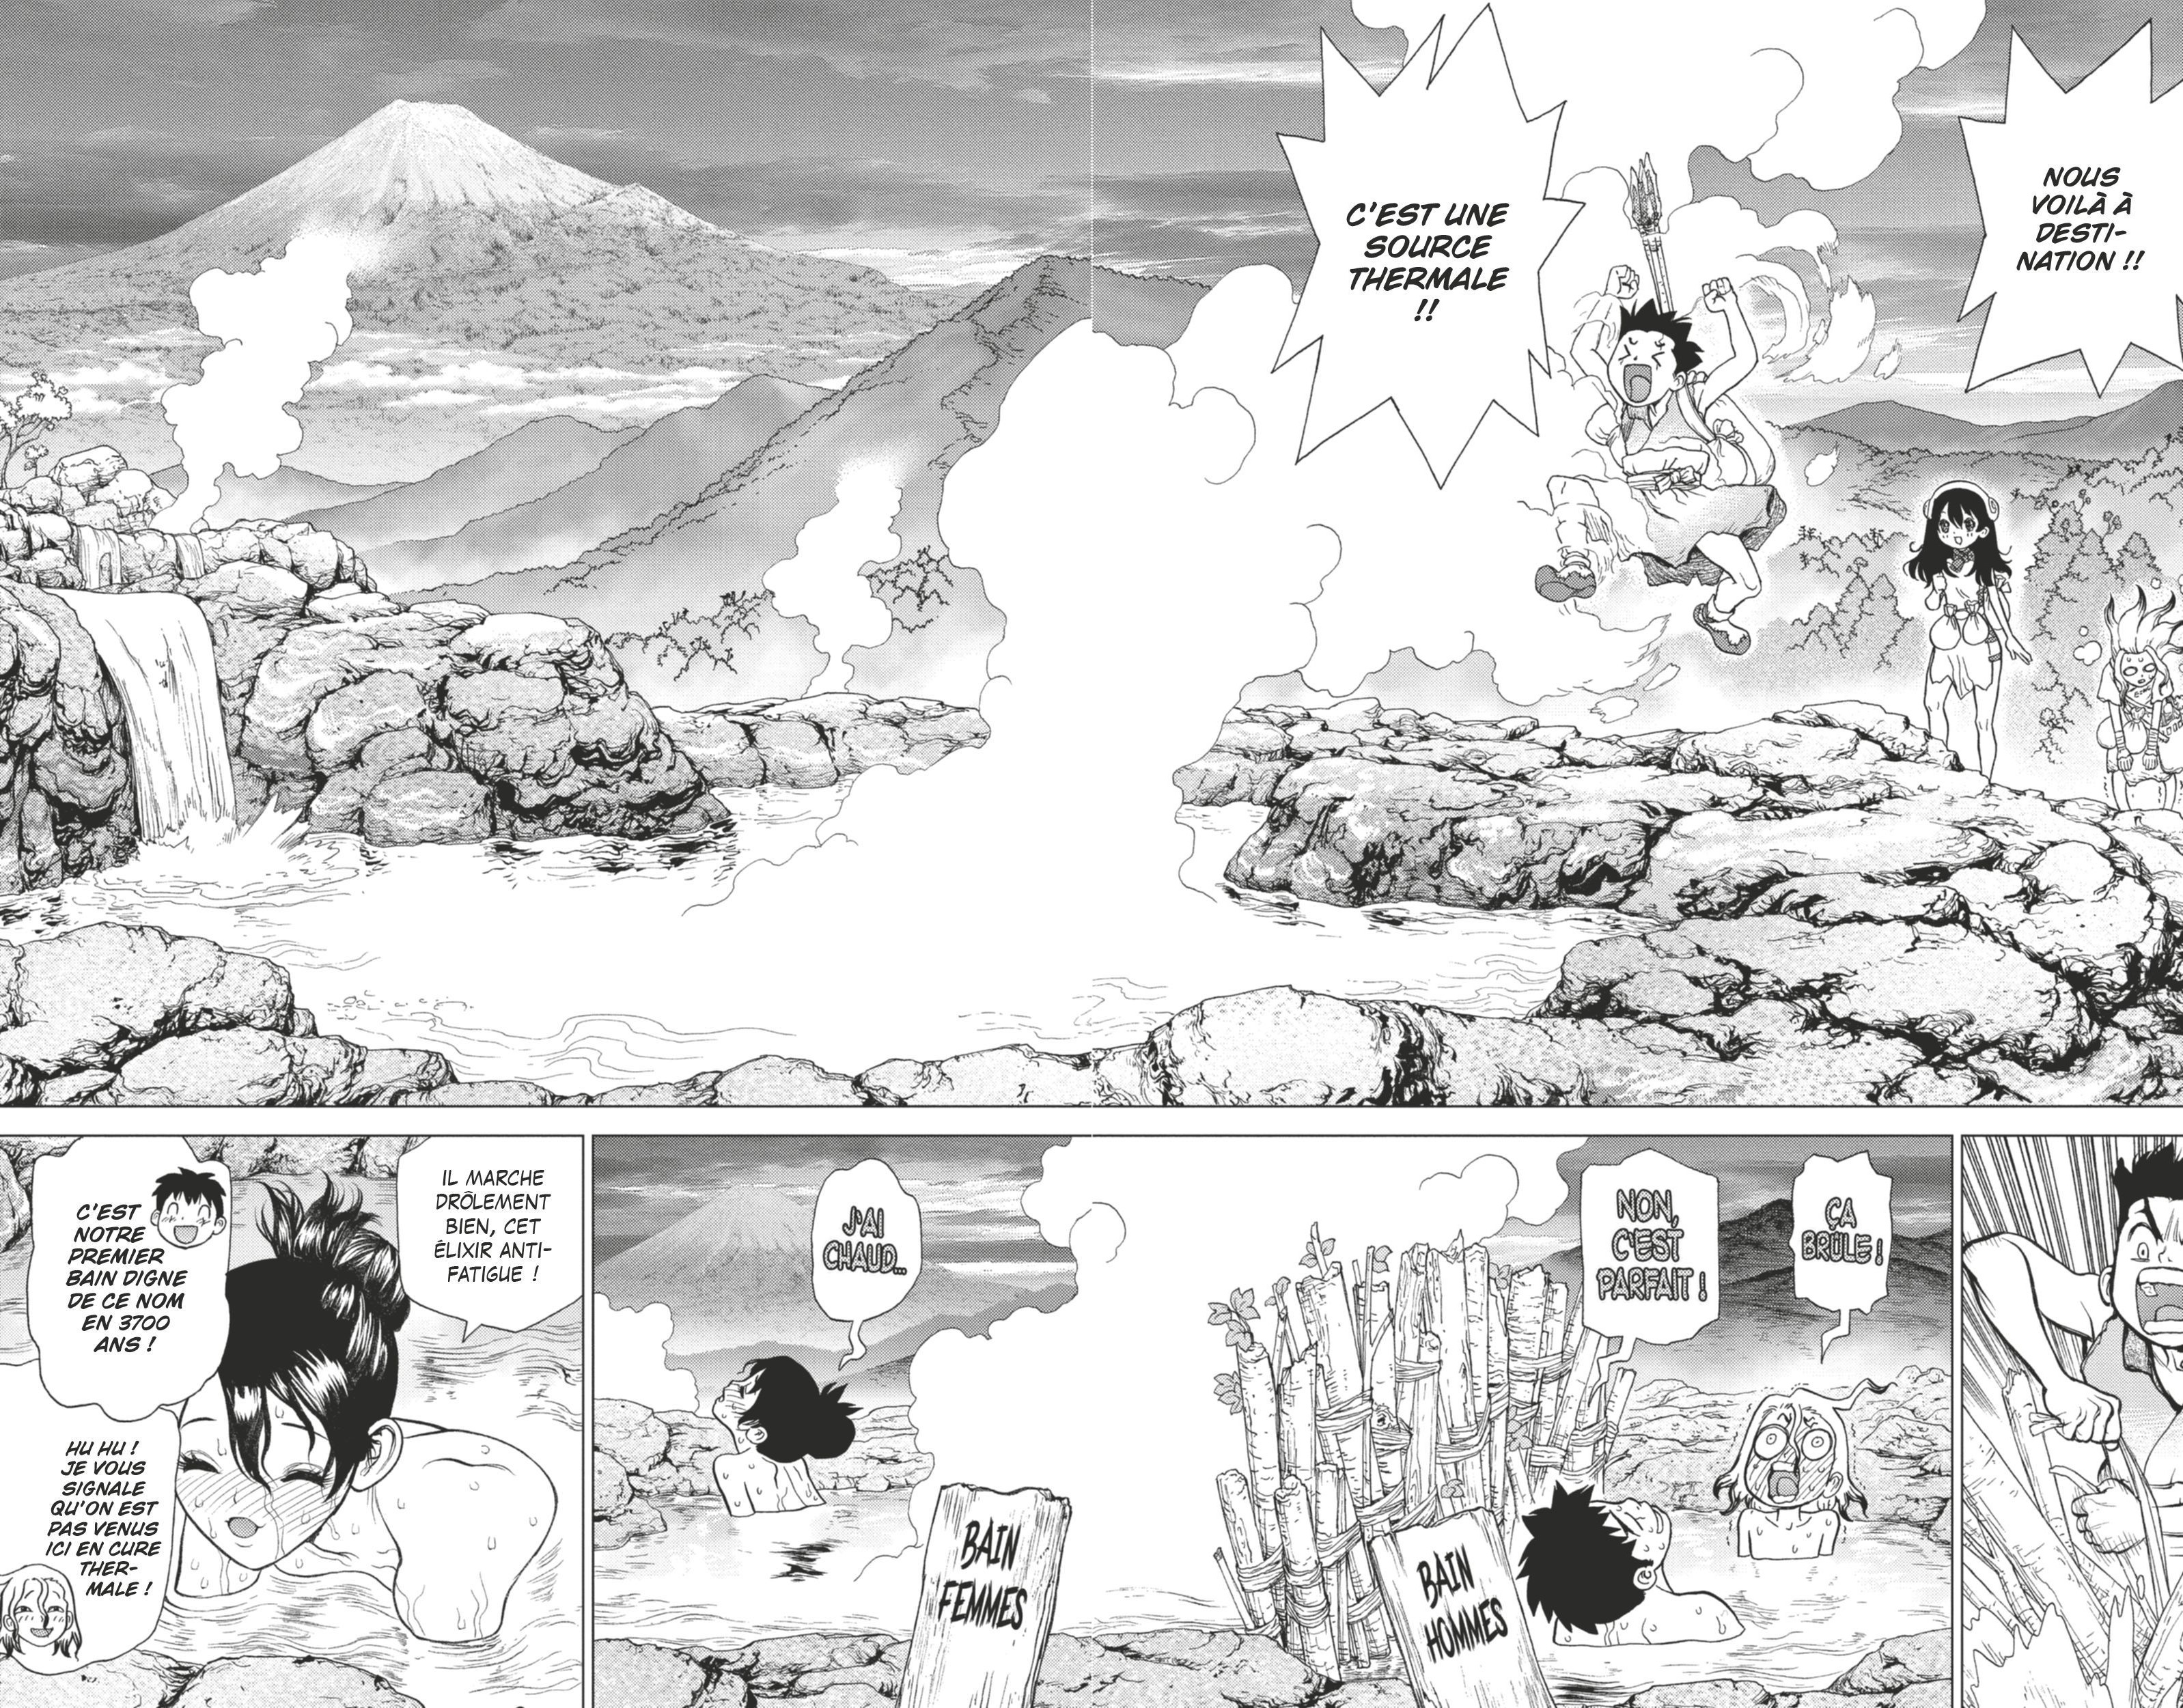 NOUS
VOILÀ À
DESTI-
NATION !!
C'EST UNE
SOURCE
THERMALE
!!
ÇA
BRÛLE !
NON,
C'EST
PARFAIT !
J'AI
CHAUD...
BAIN
HOMMES
BAIN
FEMMES
IL MARCHE
DRÔLEMENT
BIEN, CET
ÉLIXIR ANTI-
FATIGUE !
C'EST
NOTRE
PREMIER
BAIN DIGNE
DE CE NOM
EN 3700
ANS !
HU HU !
JE VOUS
SIGNALE
QU'ON EST
PAS VENUS
ICI EN CURE
THER-
MALE !